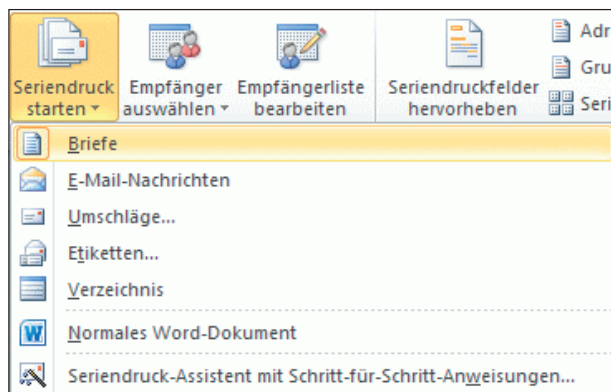 Seriendruck starten
Empfänger auswählen
Empfängerliste bearbeiten
Seriendruckfelder hervorheben
Briefe
E-Mail-Nachrichten
Umschläge...
Etiketten...
Verzeichnis
Normales Word-Dokument
Seriendruck-Assistent mit Schritt-für-Schritt-Anweisungen...